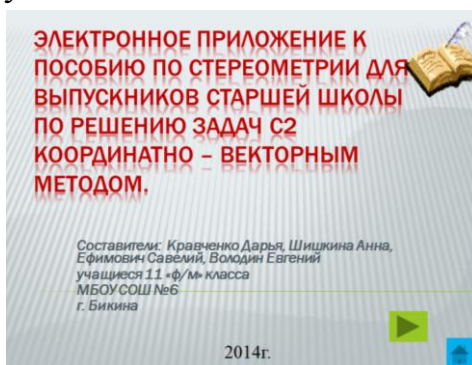 ЭЛЕКТРОННОЕ ПРИЛОЖЕНИЕ К
ПОСОБИЮ ПО СТЕРЕОМЕТРИИ ДЛЯ
ВЫПУСКНИКОВ СТАРШЕЙ ШКОЛЫ
ПО РЕШЕНИЮ ЗАДАЧ С2
КООРДИНАТНО – ВЕКТОРНЫМ
МЕТОДОМ.
Составители: Кравченко Дарья, Шишкина Анна,
Ефимович Савелий, Володин Евгений
учащиеся 11 «ф/м» класса
МБОУ СОШ №6
г. Бикина
2014г.